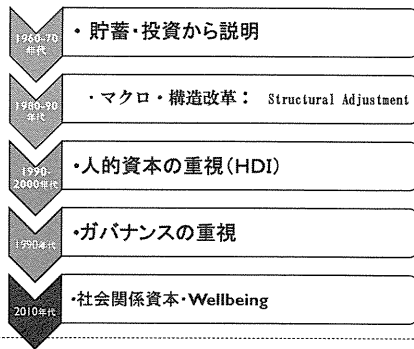 1960-70
年代
・貯蓄・投資から説明
1980-90
年代
・マクロ・構造改革： Structural Adjustment
1990-
2000年代
・人的資本の重視（HDI）
1990年代
・ガバナンスの重視
2010年代
・社会関係資本・Wellbeing